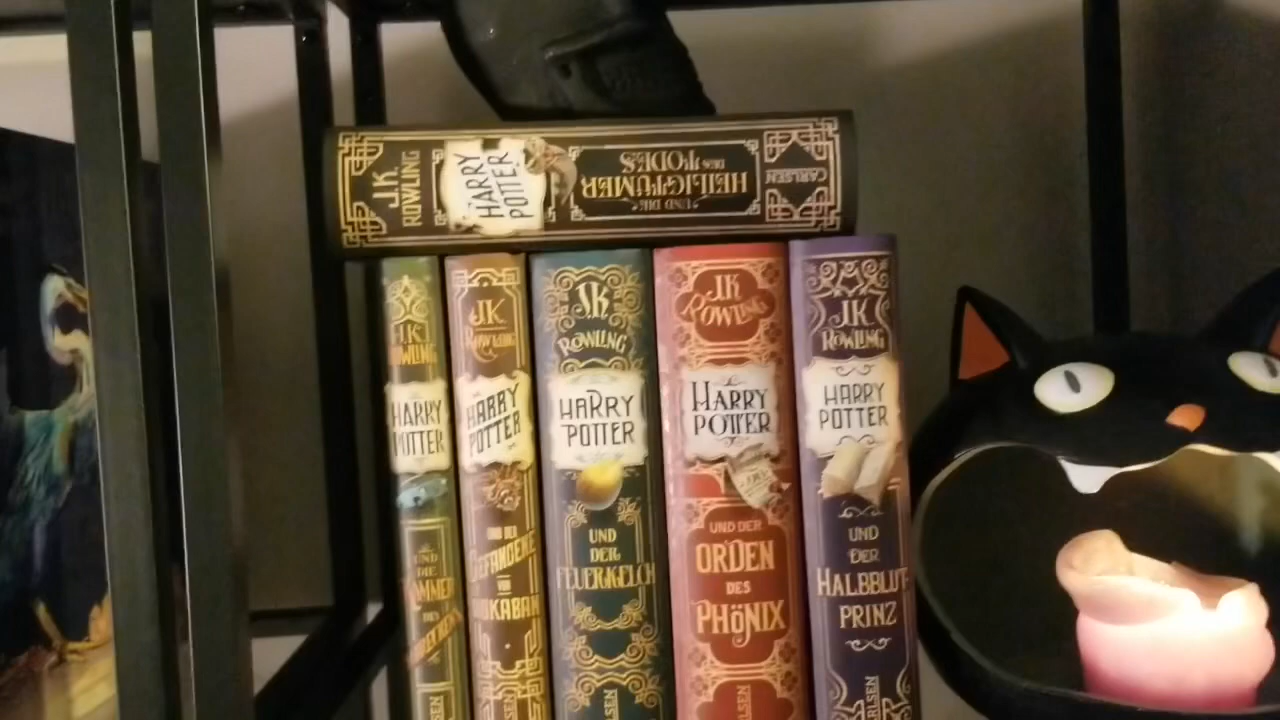 J.K.
ROWLING
HARRY
POTTER
UND DIE
HEILIGTÜMER
DES TODES
CARLSEN
J.K.
ROWLING
HARRY
POTTER
UND
DIE
KAMMER
DES
J.K.
ROWLING
HARRY
POTTER
UND DER
GEFANGENE
VON
ASKABAN
J.K.
ROWLING
HARRY
POTTER
UND
DER
FEUERKELCH
JK
ROWLING
HARRY
POTTER
UND DER
ORDEN
DES
PHÖNIX
J.K.
ROWLING
HARRY
POTTER
UND
DER
HALBBLUT-
PRINZ